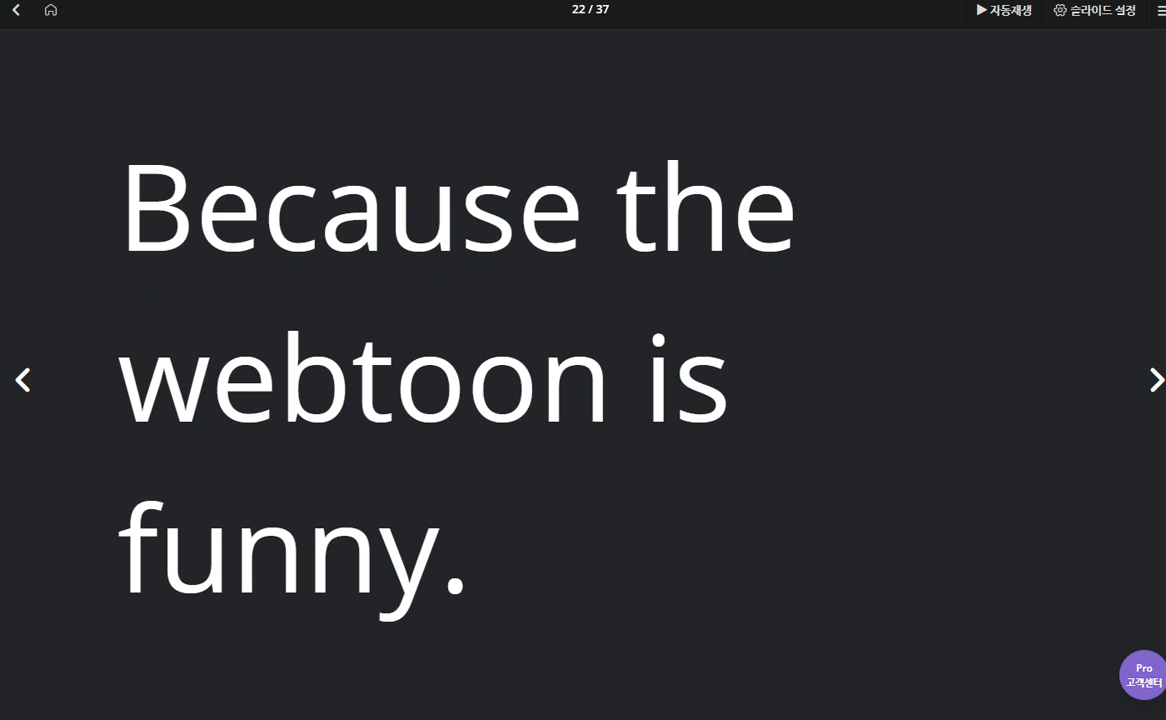 22 / 37
▶ 자동재생
슬라이드 설정
Because the
webtoon is
funny.
Pro
고객센터